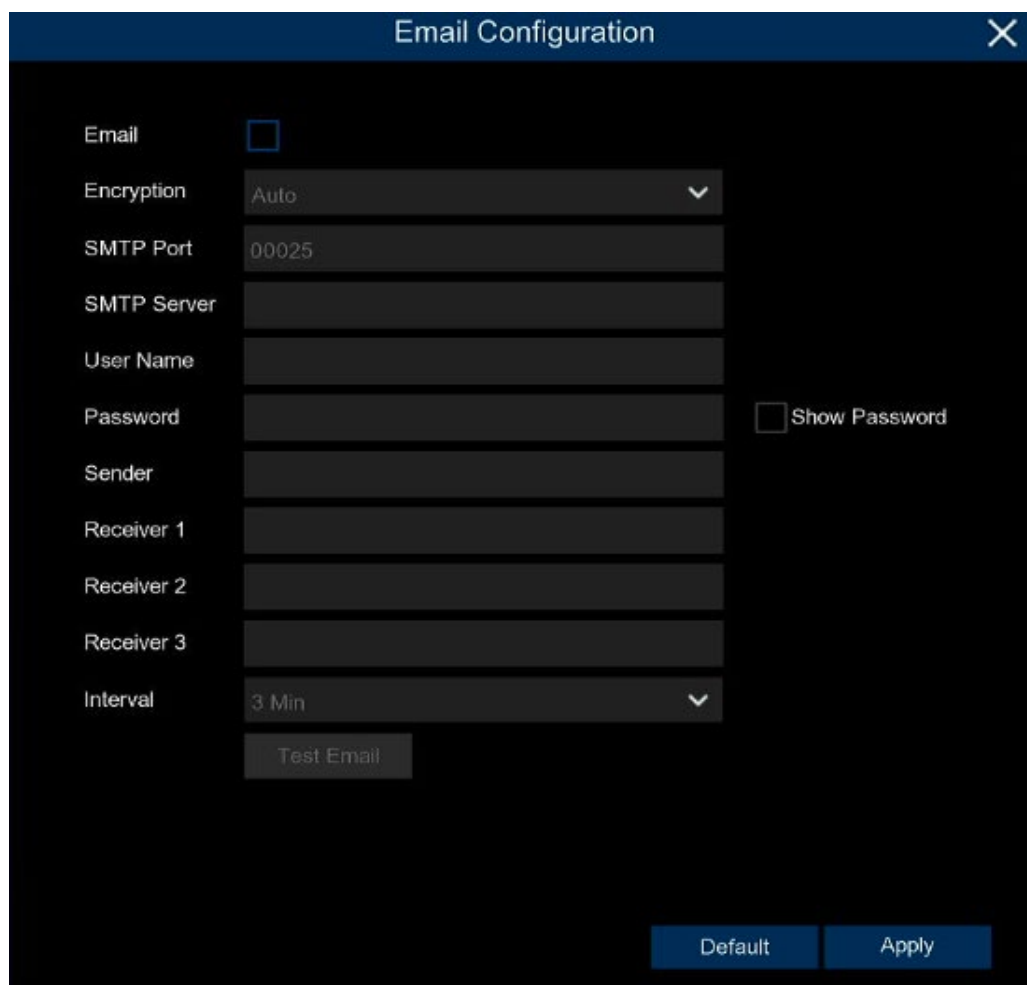 Email Configuration
Email
Encryption Auto
SMTP Port 00025
SMTP Server
User Name
Password Show Password
Sender
Receiver 1
Receiver 2
Receiver 3
Interval 3 Min
Test Email
Default Apply